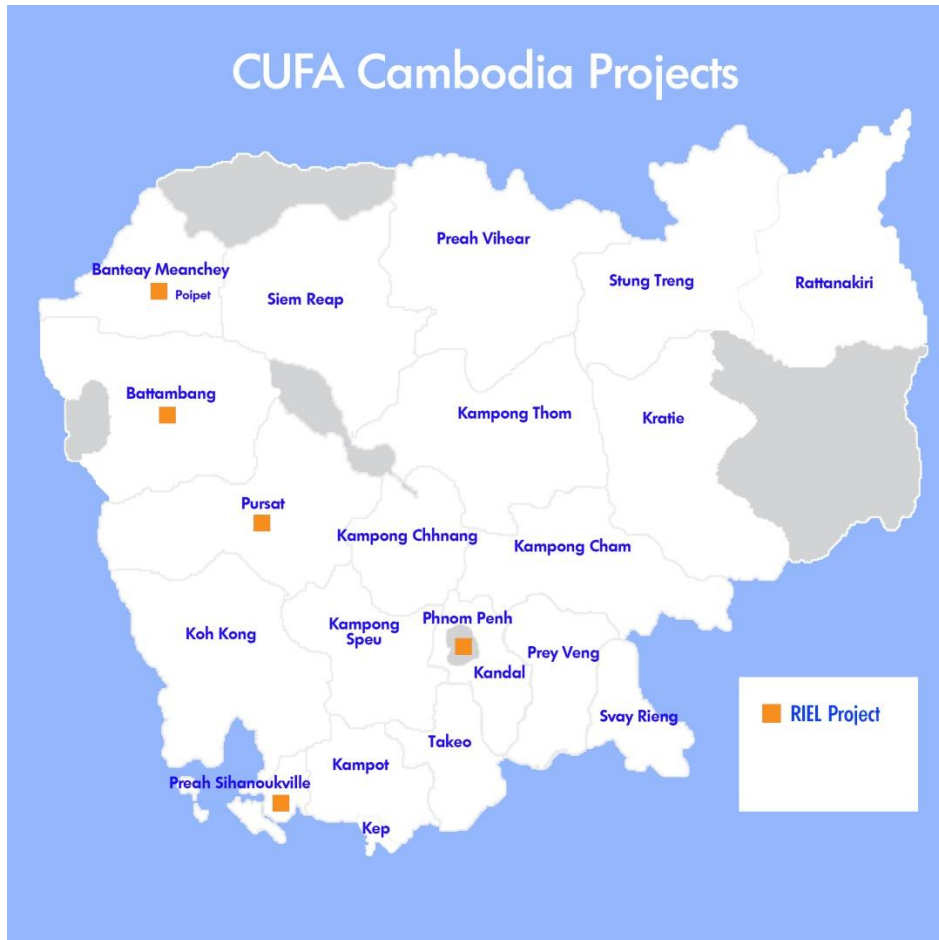 CUFA Cambodia Projects
Preah Vihear
Banteay Meanchey
Poipet
Siem Reap
Stung Treng
Rattanakiri
Battambang
Kampong Thom
Kratie
Pursat
Kampong Chhnang
Kampong Cham
Koh Kong
Kampong
Speu
Phnom Penh
Prey Veng
Kandal
Svay Rieng
RIEL Project
Takeo
Kampot
Preah Sihanoukville
Kep